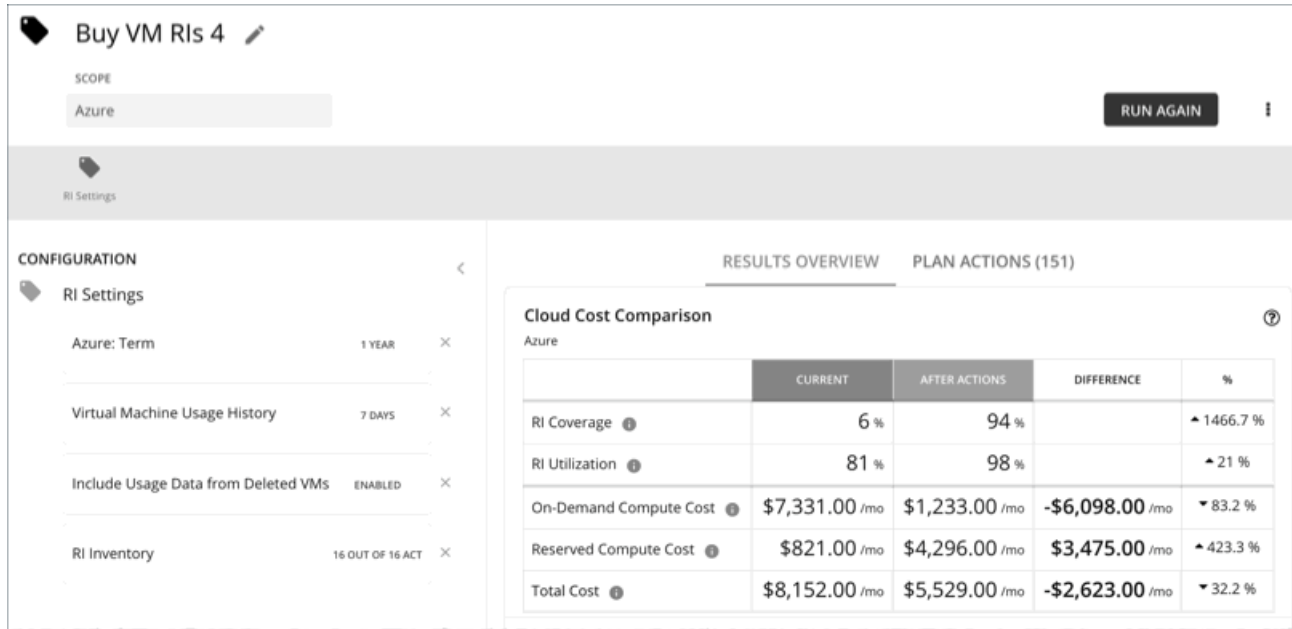 Buy VM RIs 4
SCOPE
Azure
RUN AGAIN
RI Settings
CONFIGURATION
RI Settings
Azure: Term 1 YEAR
Virtual Machine Usage History 7 DAYS
Include Usage Data from Deleted VMs ENABLED
RI Inventory 16 OUT OF 16 ACT
RESULTS OVERVIEW PLAN ACTIONS (151)
Cloud Cost Comparison
Azure
CURRENT AFTER ACTIONS DIFFERENCE %
RI Coverage 6 % 94 % 1466.7 %
RI Utilization 81 % 98 % 21 %
On-Demand Compute Cost $7,331.00 /mo $1,233.00 /mo -$6,098.00 /mo 83.2 %
Reserved Compute Cost $821.00 /mo $4,296.00 /mo $3,475.00 /mo 423.3 %
Total Cost $8,152.00 /mo $5,529.00 /mo -$2,623.00 /mo 32.2 %